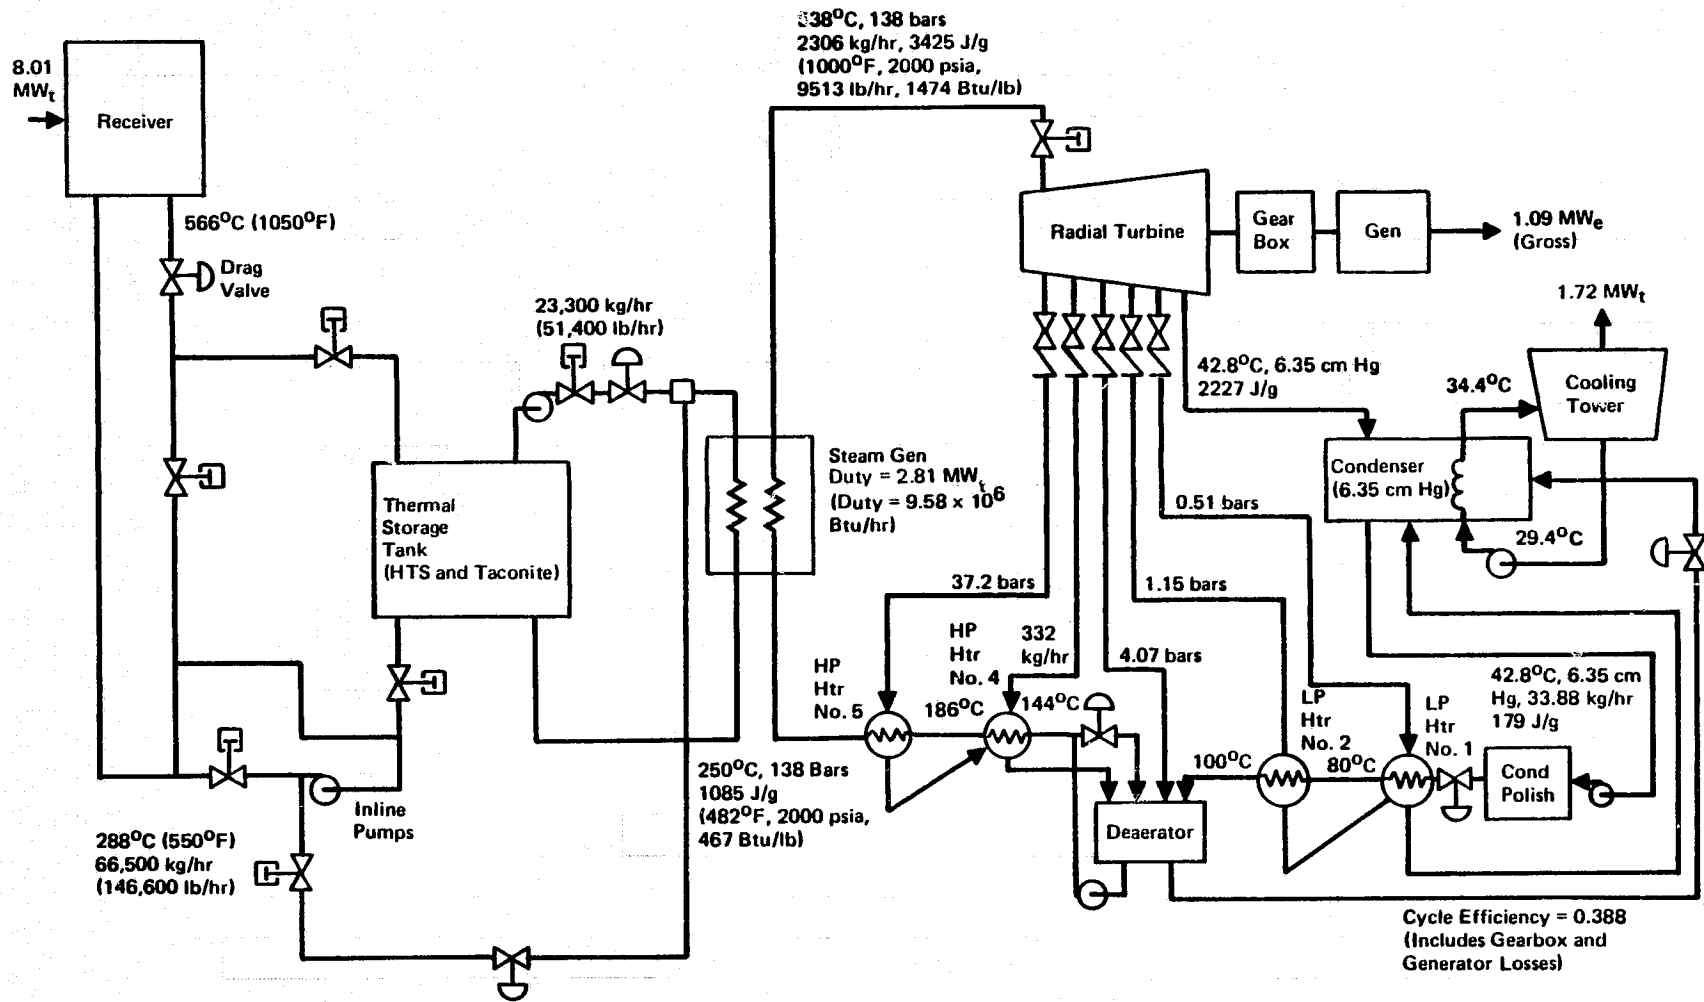 8.01
MWt
Receiver
566°C (1050°F)
Drag
Valve
23,300 kg/hr
(51,400 lb/hr)
Thermal
Storage
Tank
(HTS and Taconite)
Inline
Pumps
288°C (550°F)
66,500 kg/hr
(146,600 lb/hr)
538°C, 138 bars
2306 kg/hr, 3425 J/g
(1000°F, 2000 psia,
9513 lb/hr, 1474 Btu/lb)
Radial Turbine
Gear
Box
Gen
1.09 MWe
(Gross)
1.72 MWt
Cooling
Tower
34.4°C
29.4°C
42.8°C, 6.35 cm Hg
2227 J/g
Condenser
(6.35 cm Hg)
Steam Gen
Duty = 2.81 MWt
(Duty = 9.58 x 10⁶
Btu/hr)
0.51 bars
37.2 bars
1.15 bars
4.07 bars
HP
Htr
No. 5
HP
Htr
No. 4
332
kg/hr
186°C
144°C
LP
Htr
No. 2
LP
Htr
No. 1
100°C
80°C
42.8°C, 6.35 cm
Hg, 33.88 kg/hr
179 J/g
Cond
Polish
Deaerator
250°C, 138 Bars
1085 J/g
(482°F, 2000 psia,
467 Btu/lb)
Cycle Efficiency = 0.388
(Includes Gearbox and
Generator Losses)